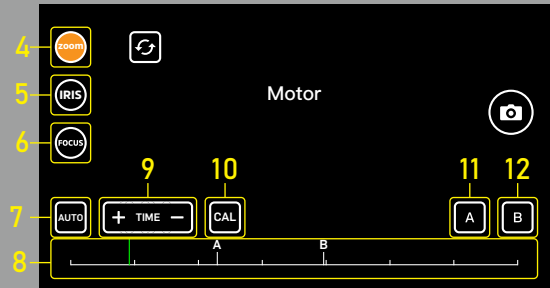 4 zoom
5 IRIS Motor
6 FOCUS
9 10 11 12
7 AUTO + TIME − CAL A B
8 A B